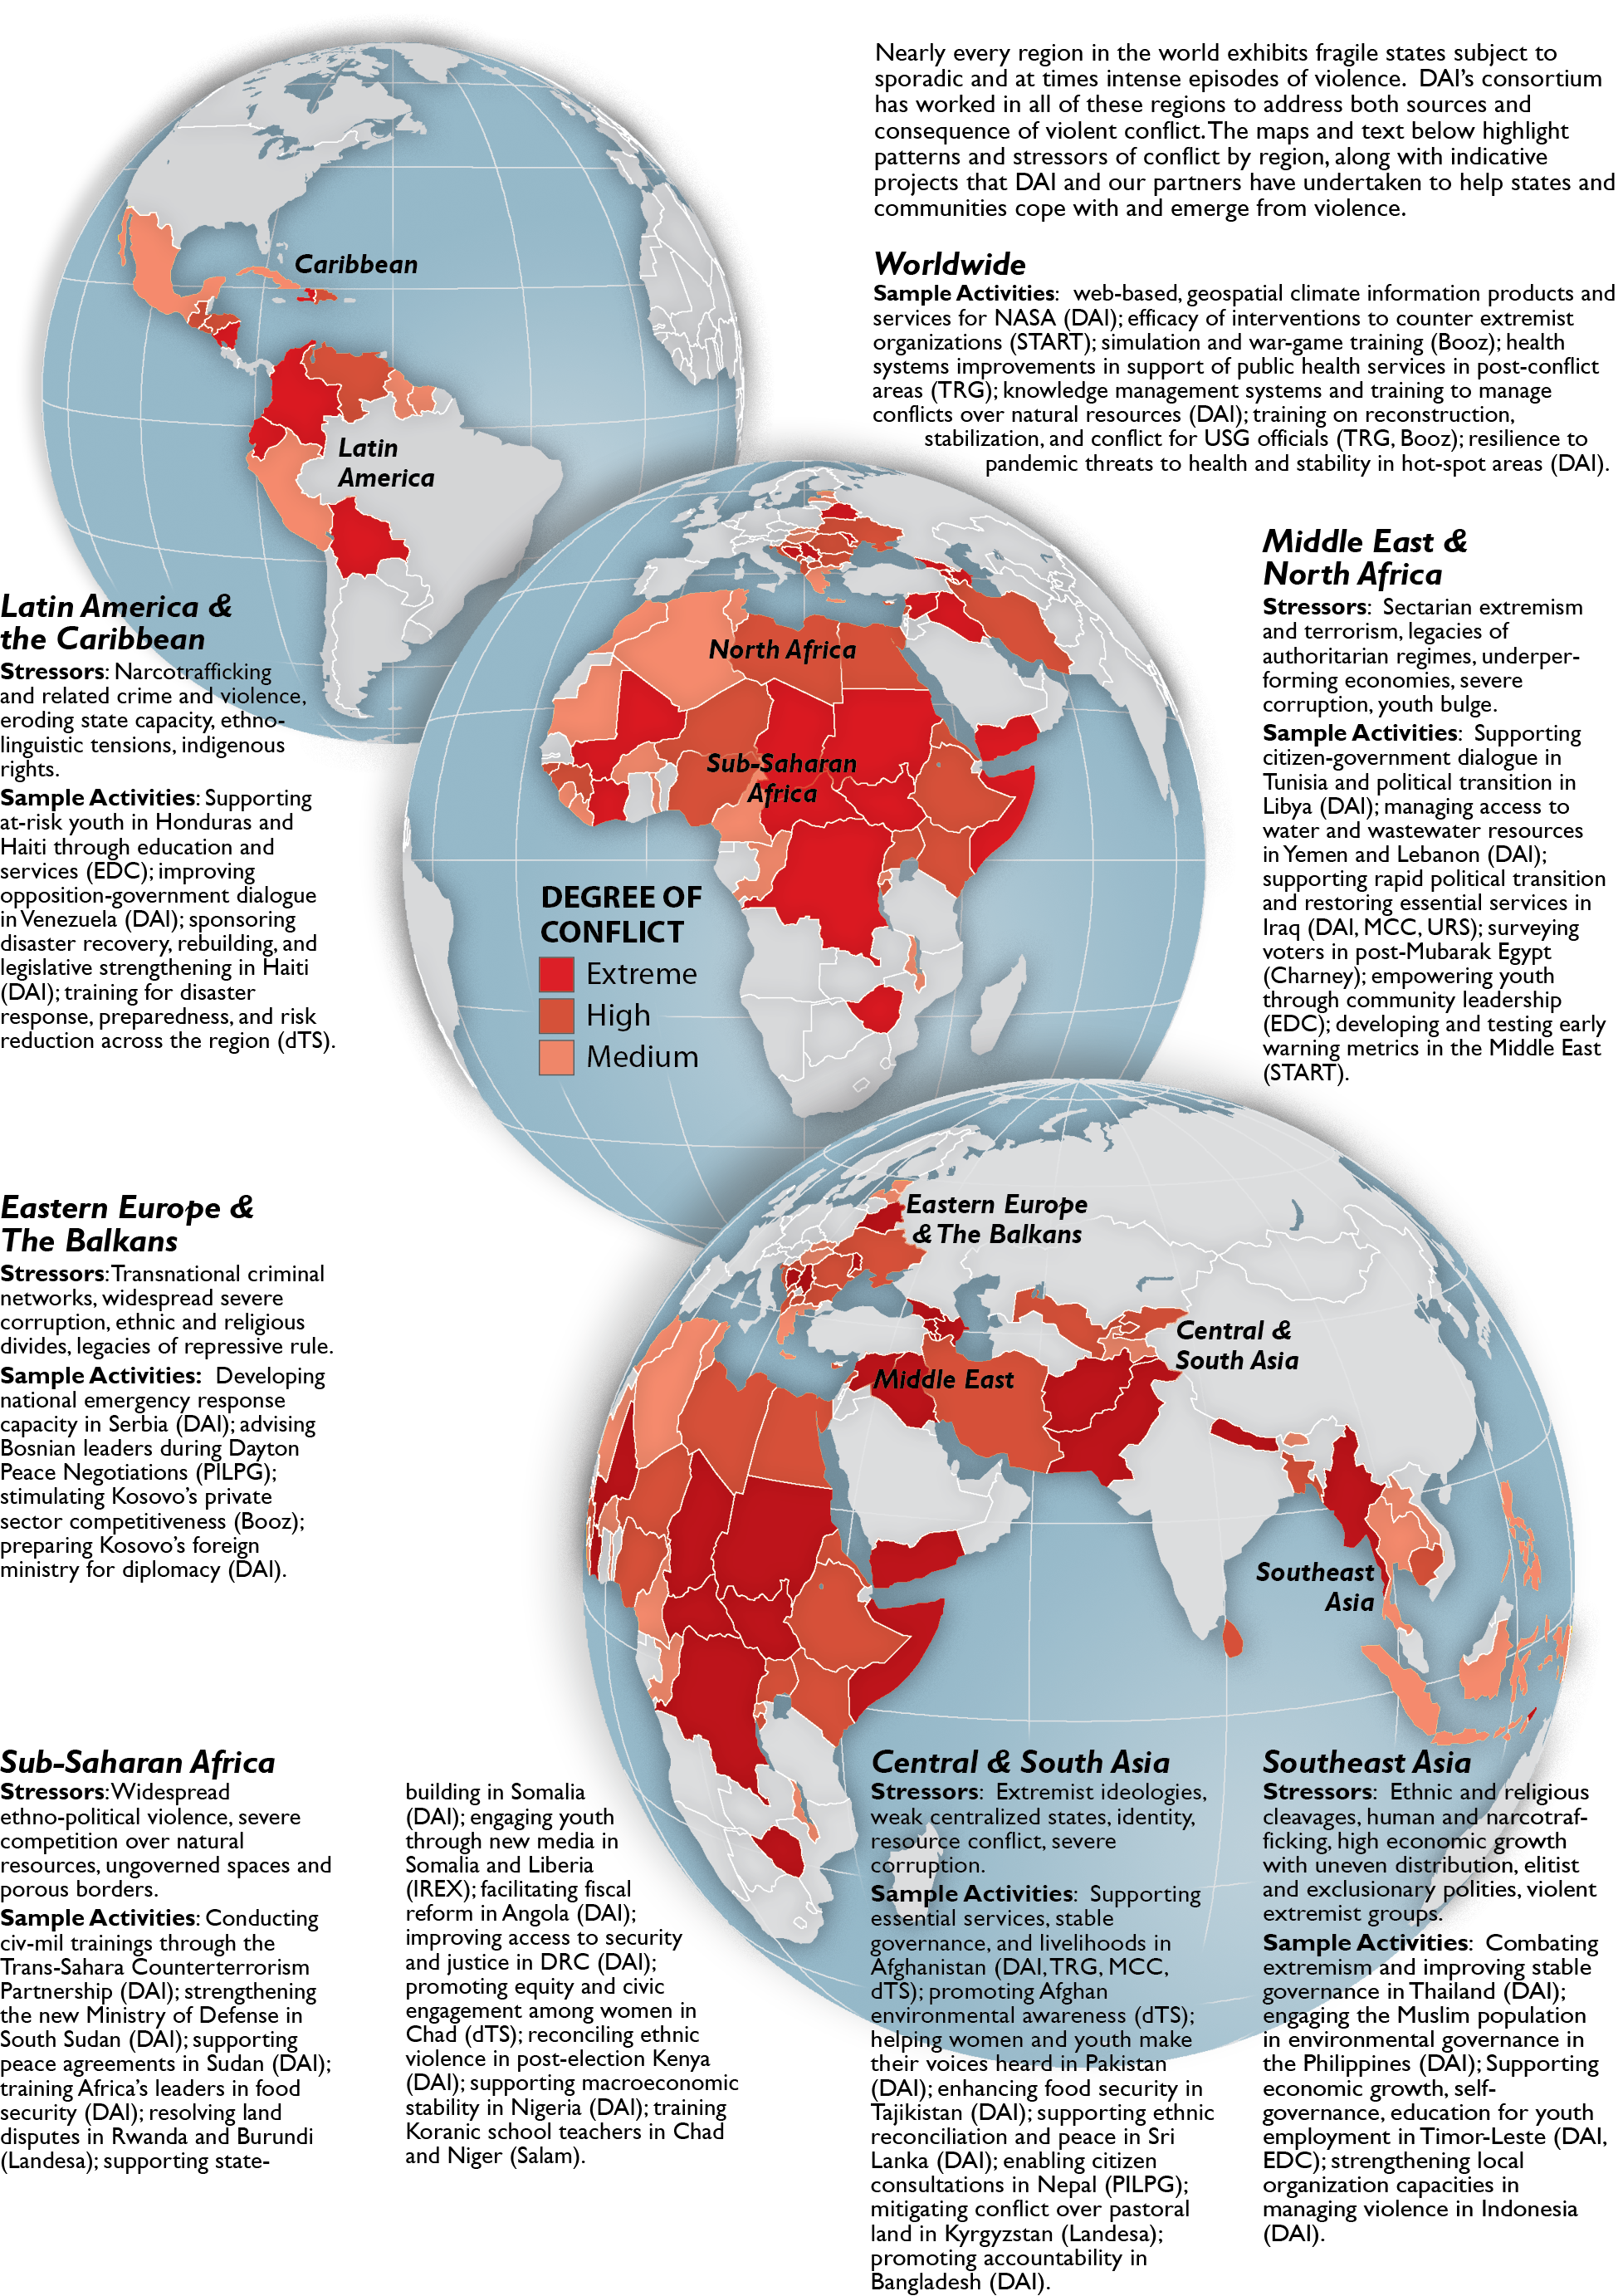 Nearly every region in the world exhibits fragile states subject to
sporadic and at times intense episodes of violence.  DAI's consortium
has worked in all of these regions to address both sources and
consequence of violent conflict. The maps and text below highlight
patterns and stressors of conflict by region, along with indicative
projects that DAI and our partners have undertaken to help states and
communities cope with and emerge from violence.
Worldwide
Sample Activities:  web-based, geospatial climate information products and
services for NASA (DAI); efficacy of interventions to counter extremist
organizations (START); simulation and war-game training (Booz); health
systems improvements in support of public health services in post-conflict
areas (TRG); knowledge management systems and training to manage
conflicts over natural resources (DAI); training on reconstruction,
stabilization, and conflict for USG officials (TRG, Booz); resilience to
pandemic threats to health and stability in hot-spot areas (DAI).
Caribbean
Latin
America
Latin America &
the Caribbean
Stressors: Narcotrafficking
and related crime and violence,
eroding state capacity, ethno-
linguistic tensions, indigenous
rights.
Sample Activities: Supporting
at-risk youth in Honduras and
Haiti through education and
services (EDC); improving
opposition-government dialogue
in Venezuela (DAI); sponsoring
disaster recovery, rebuilding, and
legislative strengthening in Haiti
(DAI); training for disaster
response, preparedness, and risk
reduction across the region (dTS).
North Africa
Sub-Saharan
Africa
DEGREE OF
CONFLICT
Extreme
High
Medium
Middle East &
North Africa
Stressors:  Sectarian extremism
and terrorism, legacies of
authoritarian regimes, underper-
forming economies, severe
corruption, youth bulge.
Sample Activities:  Supporting
citizen-government dialogue in
Tunisia and political transition in
Libya (DAI); managing access to
water and wastewater resources
in Yemen and Lebanon (DAI);
supporting rapid political transition
and restoring essential services in
Iraq (DAI, MCC, URS); surveying
voters in post-Mubarak Egypt
(Charney); empowering youth
through community leadership
(EDC); developing and testing early
warning metrics in the Middle East
(START).
Eastern Europe &
The Balkans
Stressors: Transnational criminal
networks, widespread severe
corruption, ethnic and religious
divides, legacies of repressive rule.
Sample Activities:  Developing
national emergency response
capacity in Serbia (DAI); advising
Bosnian leaders during Dayton
Peace Negotiations (PILPG);
stimulating Kosovo's private
sector competitiveness (Booz);
preparing Kosovo's foreign
ministry for diplomacy (DAI).
Eastern Europe
& The Balkans
Central &
South Asia
Middle East
Southeast
Asia
Sub-Saharan Africa
Stressors: Widespread
ethno-political violence, severe
competition over natural
resources, ungoverned spaces and
porous borders.
Sample Activities: Conducting
civ-mil trainings through the
Trans-Sahara Counterterrorism
Partnership (DAI); strengthening
the new Ministry of Defense in
South Sudan (DAI); supporting
peace agreements in Sudan (DAI);
training Africa's leaders in food
security (DAI); resolving land
disputes in Rwanda and Burundi
(Landesa); supporting state-
building in Somalia
(DAI); engaging youth
through new media in
Somalia and Liberia
(IREX); facilitating fiscal
reform in Angola (DAI);
improving access to security
and justice in DRC (DAI);
promoting equity and civic
engagement among women in
Chad (dTS); reconciling ethnic
violence in post-election Kenya
(DAI); supporting macroeconomic
stability in Nigeria (DAI); training
Koranic school teachers in Chad
and Niger (Salam).
Central & South Asia
Stressors:  Extremist ideologies,
weak centralized states, identity,
resource conflict, severe
corruption.
Sample Activities:  Supporting
essential services, stable
governance, and livelihoods in
Afghanistan (DAI, TRG, MCC,
dTS); promoting Afghan
environmental awareness (dTS);
helping women and youth make
their voices heard in Pakistan
(DAI); enhancing food security in
Tajikistan (DAI); supporting ethnic
reconciliation and peace in Sri
Lanka (DAI); enabling citizen
consultations in Nepal (PILPG);
mitigating conflict over pastoral
land in Kyrgyzstan (Landesa);
promoting accountability in
Bangladesh (DAI).
Southeast Asia
Stressors:  Ethnic and religious
cleavages, human and narcotraf-
ficking, high economic growth
with uneven distribution, elitist
and exclusionary polities, violent
extremist groups.
Sample Activities:  Combating
extremism and improving stable
governance in Thailand (DAI);
engaging the Muslim population
in environmental governance in
the Philippines (DAI); Supporting
economic growth, self-
governance, education for youth
employment in Timor-Leste (DAI,
EDC); strengthening local
organization capacities in
managing violence in Indonesia
(DAI).